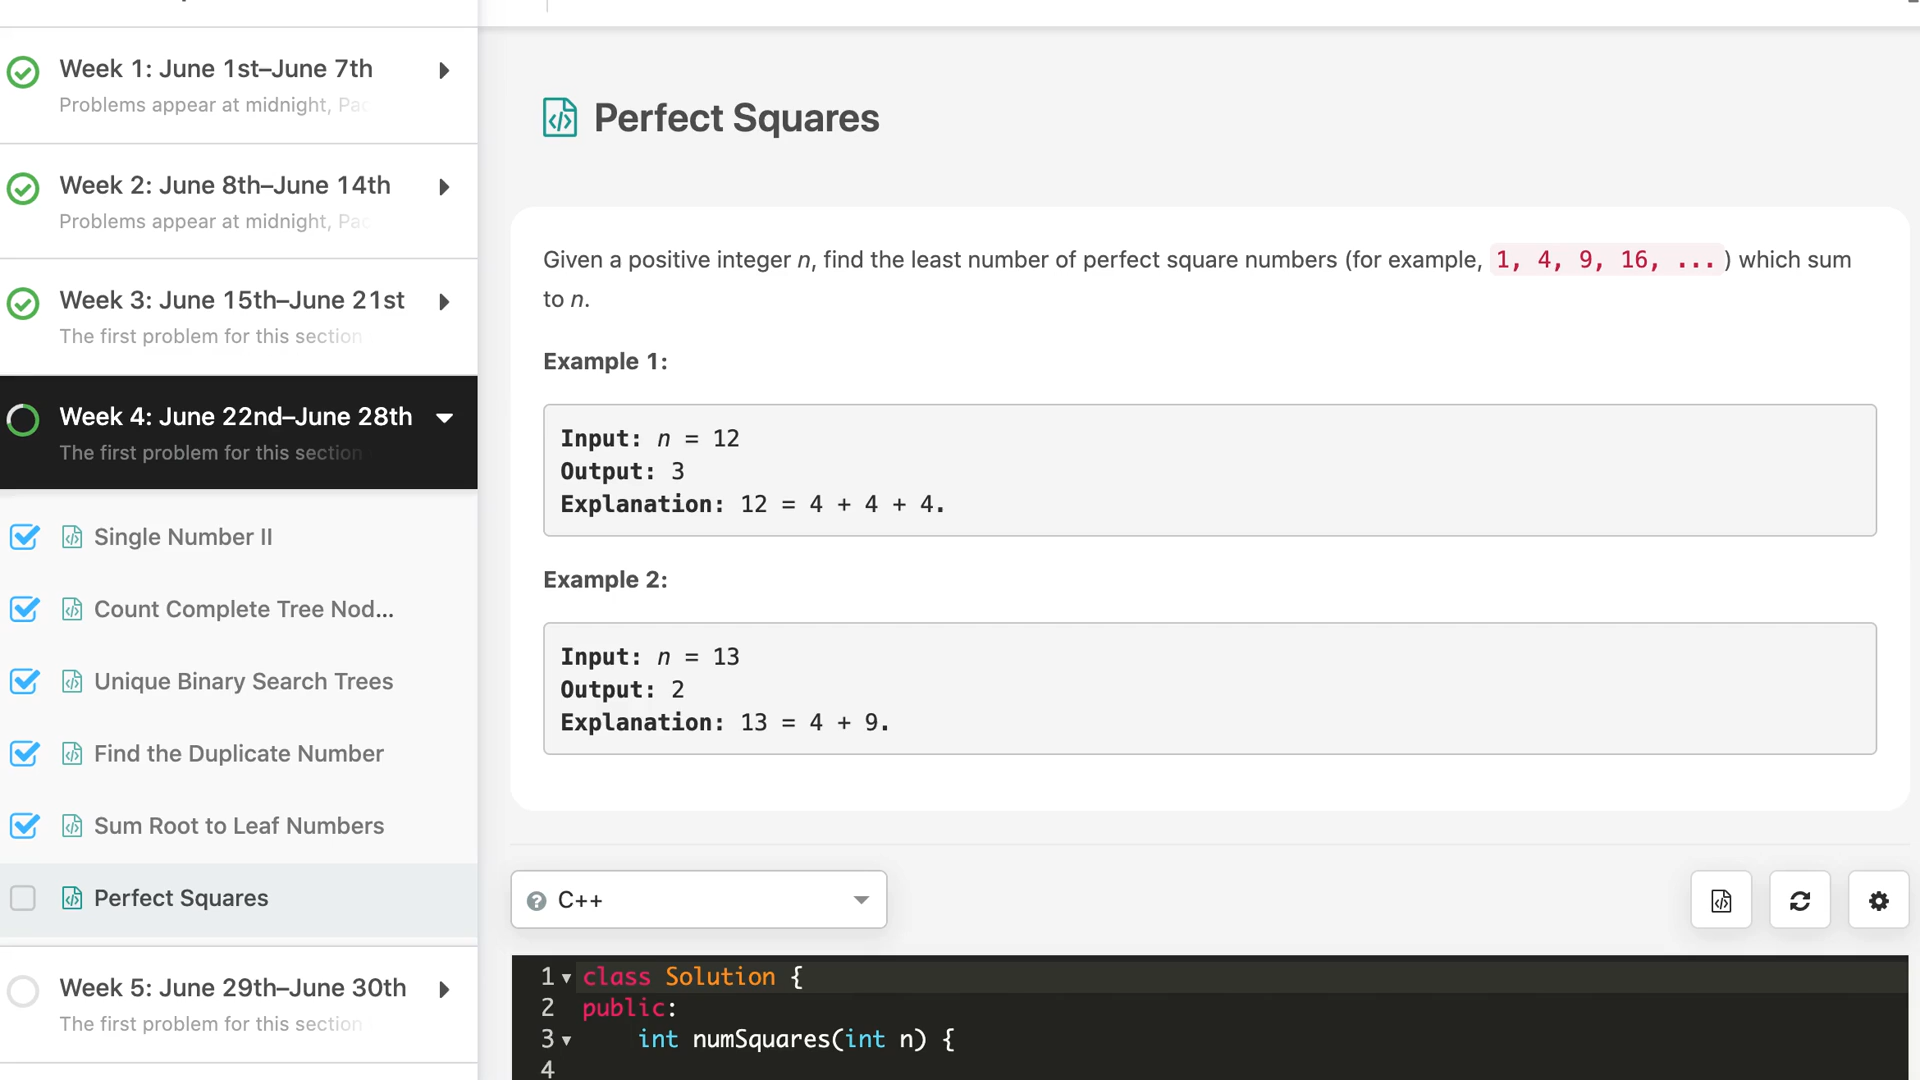 Week 1: June 1st–June 7th
Problems appear at midnight, Pac
Week 2: June 8th–June 14th
Problems appear at midnight, Pac
Week 3: June 15th–June 21st
The first problem for this section
Week 4: June 22nd–June 28th
The first problem for this section
Single Number II
Count Complete Tree Nod...
Unique Binary Search Trees
Find the Duplicate Number
Sum Root to Leaf Numbers
Perfect Squares
Week 5: June 29th–June 30th
The first problem for this section
Perfect Squares
Given a positive integer n, find the least number of perfect square numbers (for example, 1, 4, 9, 16, ...) which sum
to n.
Example 1:
Input: n = 12
Output: 3
Explanation: 12 = 4 + 4 + 4.
Example 2:
Input: n = 13
Output: 2
Explanation: 13 = 4 + 9.
C++
1 class Solution {
2 public:
3 int numSquares(int n) {
4